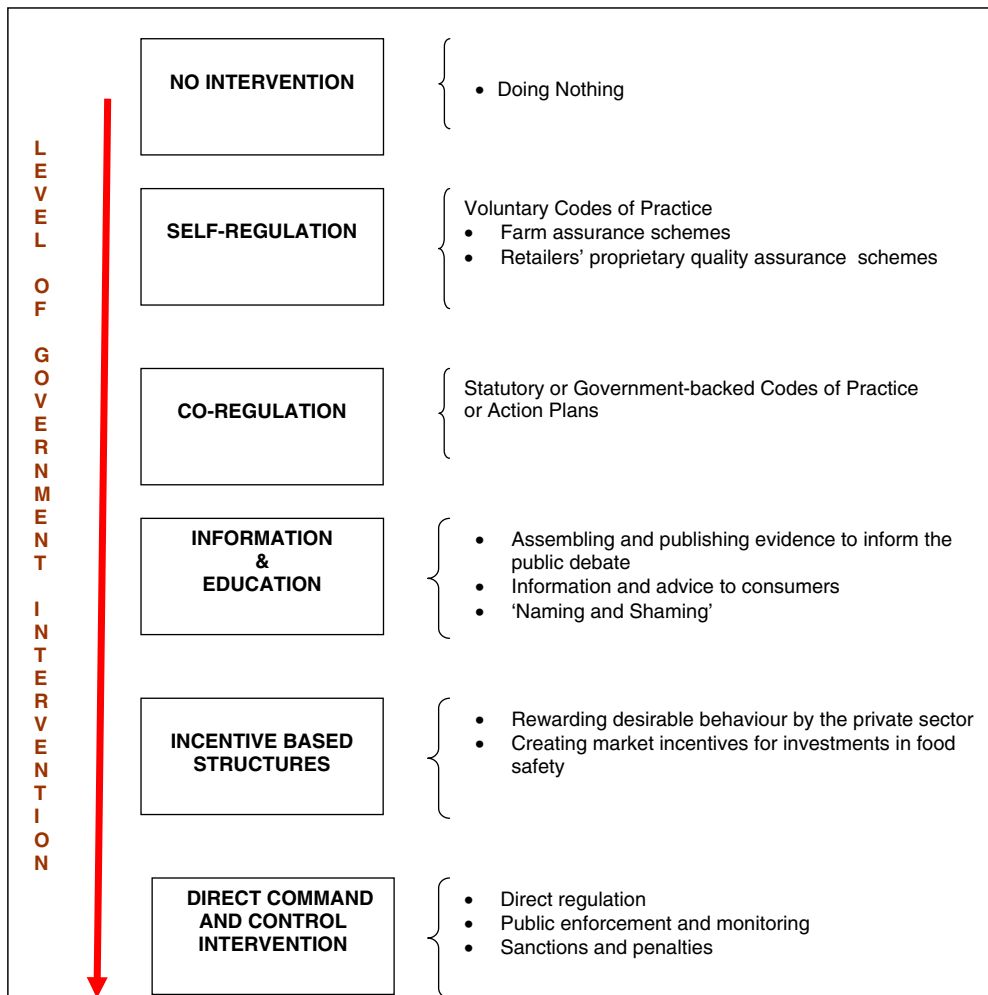 LEVEL OF GOVERNMENT INTERVENTION
NO INTERVENTION
• Doing Nothing
SELF-REGULATION
Voluntary Codes of Practice
• Farm assurance schemes
• Retailers' proprietary quality assurance schemes
CO-REGULATION
Statutory or Government-backed Codes of Practice
or Action Plans
INFORMATION
&
EDUCATION
• Assembling and publishing evidence to inform the
public debate
• Information and advice to consumers
• 'Naming and Shaming'
INCENTIVE BASED
STRUCTURES
• Rewarding desirable behaviour by the private sector
• Creating market incentives for investments in food
safety
DIRECT COMMAND
AND CONTROL
INTERVENTION
• Direct regulation
• Public enforcement and monitoring
• Sanctions and penalties